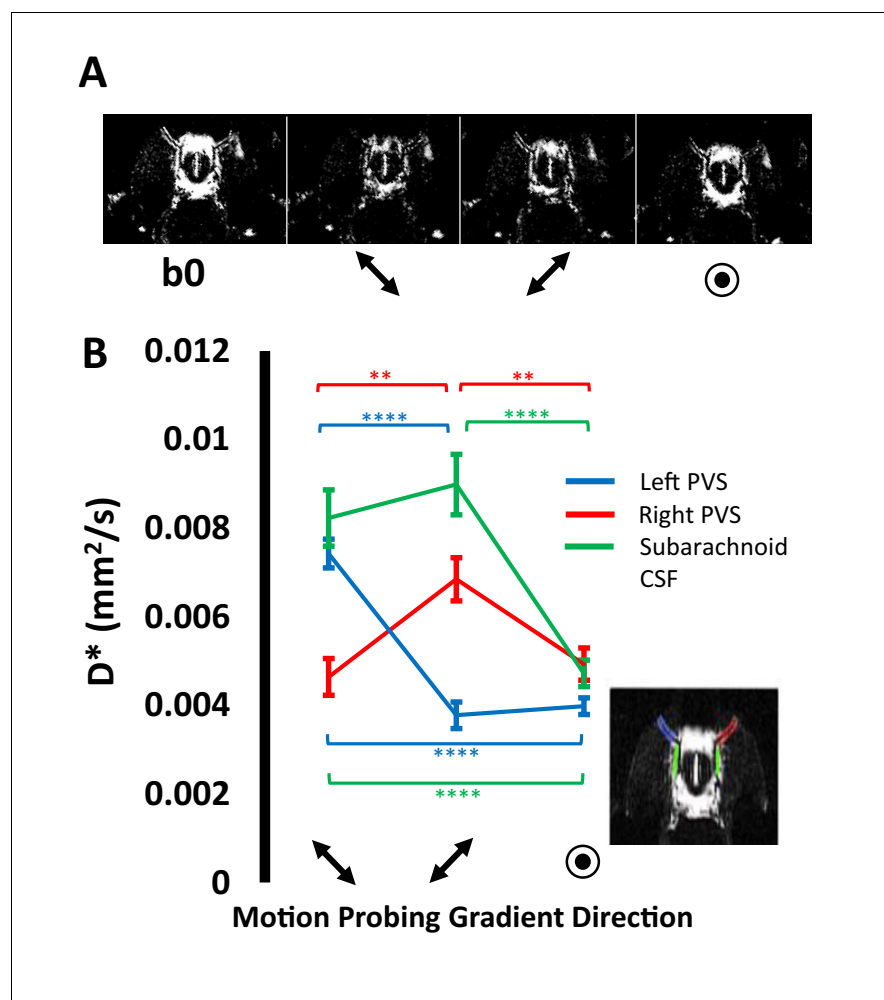 A
b0
B
0.012
0.01
0.008
0.006
0.004
0.002
0
D* (mm²/s)
** **
**** ****
Left PVS
Right PVS
Subarachnoid
CSF
****
****
Motion Probing Gradient Direction